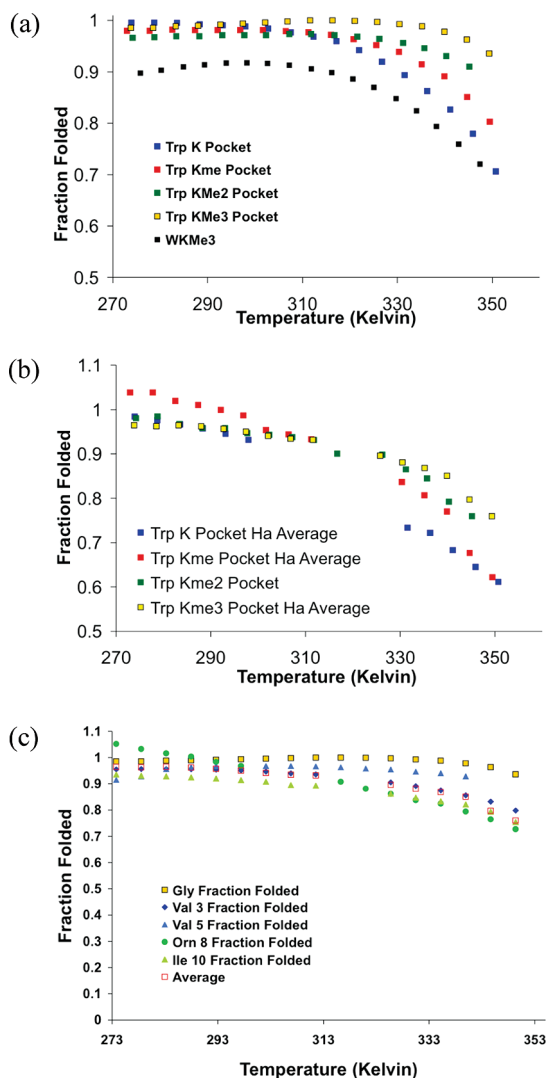 (a)
Fraction Folded
1
0.9
0.8
0.7
0.6
0.5
Trp K Pocket
Trp Kme Pocket
Trp KMe2 Pocket
Trp KMe3 Pocket
WKMe3
270 290 310 330 350
Temperature (Kelvin)
(b)
Fraction Folded
1.1
1
0.9
0.8
0.7
0.6
0.5
Trp K Pocket Ha Average
Trp Kme Pocket Ha Average
Trp Kme2 Pocket
Trp Kme3 Pocket Ha Average
270 290 310 330 350
Temperature (Kelvin)
(c)
Fraction Folded
1.1
1
0.9
0.8
0.7
0.6
0.5
0.4
0.3
0.2
0.1
0
Gly Fraction Folded
Val 3 Fraction Folded
Val 5 Fraction Folded
Orn 8 Fraction Folded
Ile 10 Fraction Folded
Average
273 293 313 333 353
Temperature (Kelvin)